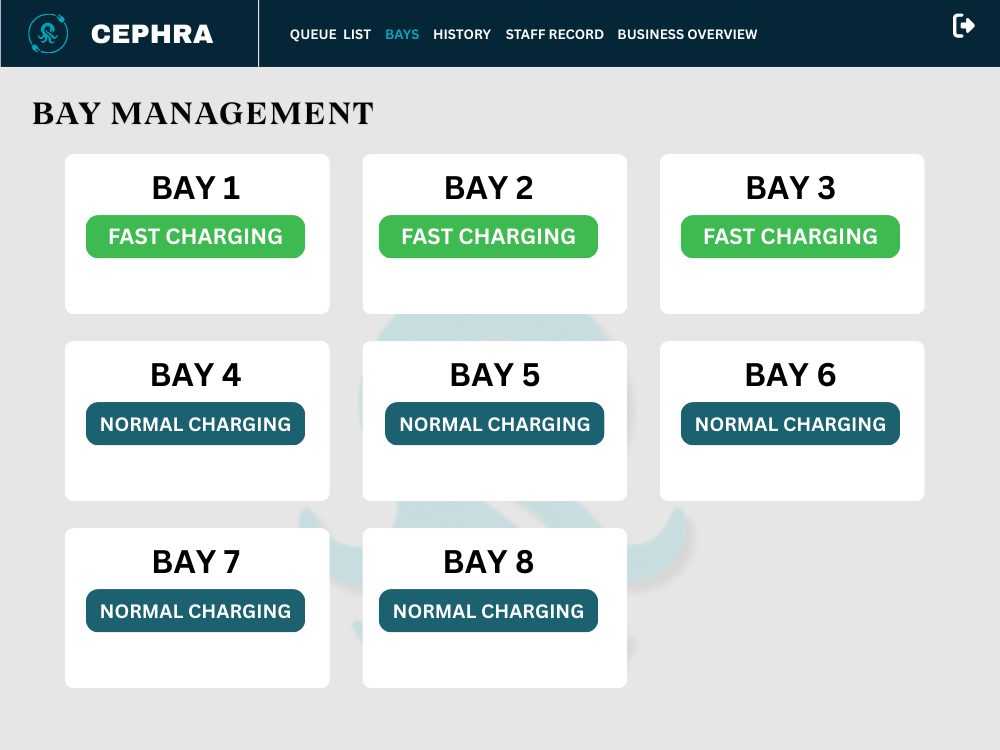 CEPHRA
QUEUE LIST BAYS HISTORY STAFF RECORD BUSINESS OVERVIEW
BAY MANAGEMENT
BAY 1
FAST CHARGING
BAY 2
FAST CHARGING
BAY 3
FAST CHARGING
BAY 4
NORMAL CHARGING
BAY 5
NORMAL CHARGING
BAY 6
NORMAL CHARGING
BAY 7
NORMAL CHARGING
BAY 8
NORMAL CHARGING